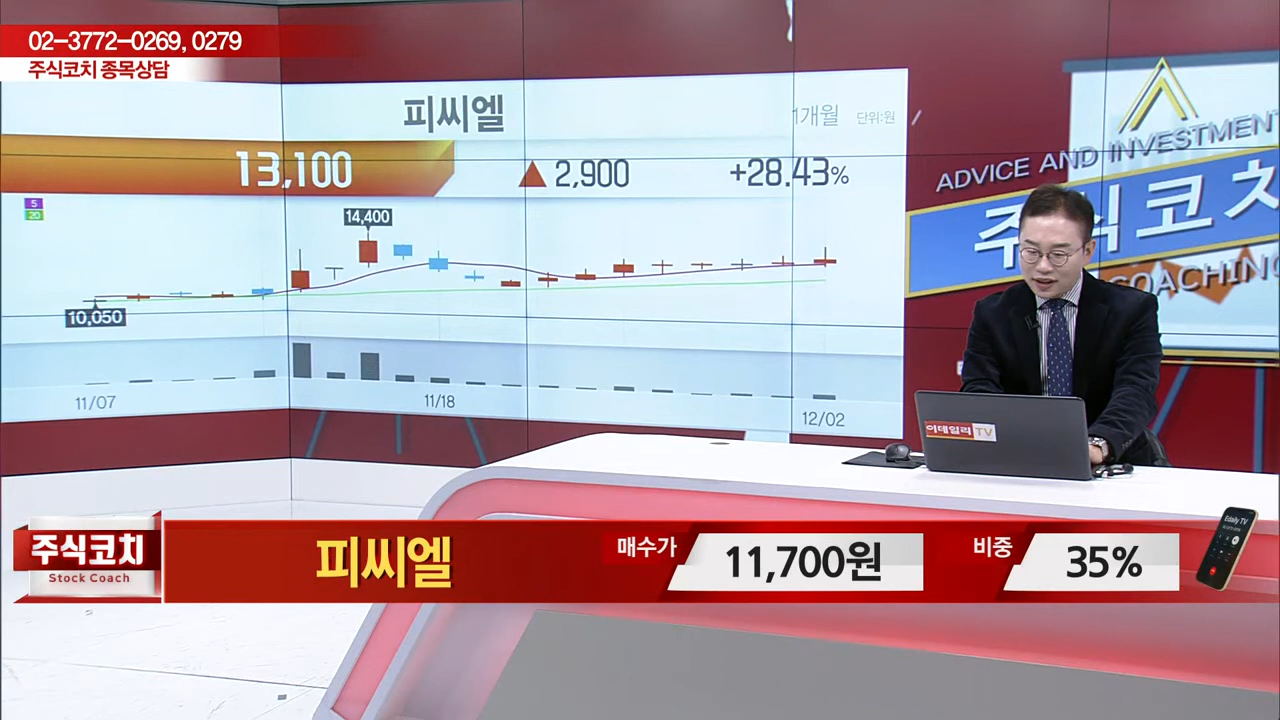 02-3772-0269, 0279
주식코치 종목상담
피씨엘
1개월 단위:원
13,100 ▲ 2,900 +28.43%
5
20
14,400
10,050
11/07 11/18 12/02
ADVICE AND INVESTMENT
주식코치
COACHING
이데일리 TV
주식코치
Stock Coach
피씨엘 매수가 11,700원 비중 35%
Edaily TV